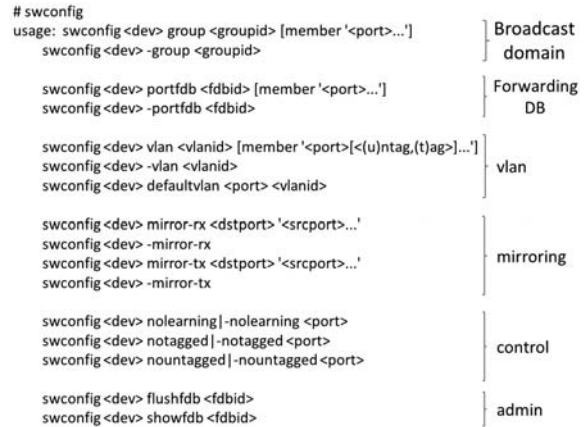 # swconfig
usage: swconfig <dev> group <groupid> [member '<port>...']
swconfig <dev> -group <groupid>
Broadcast
domain
swconfig <dev> portfdb <fdbid> [member '<port>...']
swconfig <dev> -portfdb <fdbid>
Forwarding
DB
swconfig <dev> vlan <vlanid> [member '<port>[<(u)ntag,(t)ag>]...']
swconfig <dev> -vlan <vlanid>
swconfig <dev> defaultvlan <port> <vlanid>
vlan
swconfig <dev> mirror-rx <dstport> '<srcport>...'
swconfig <dev> -mirror-rx
swconfig <dev> mirror-tx <dstport> '<srcport>...'
swconfig <dev> -mirror-tx
mirroring
swconfig <dev> nolearning|-nolearning <port>
swconfig <dev> notagged|-notagged <port>
swconfig <dev> nountagged|-nountagged <port>
control
swconfig <dev> flushfdb <fdbid>
swconfig <dev> showfdb <fdbid>
admin